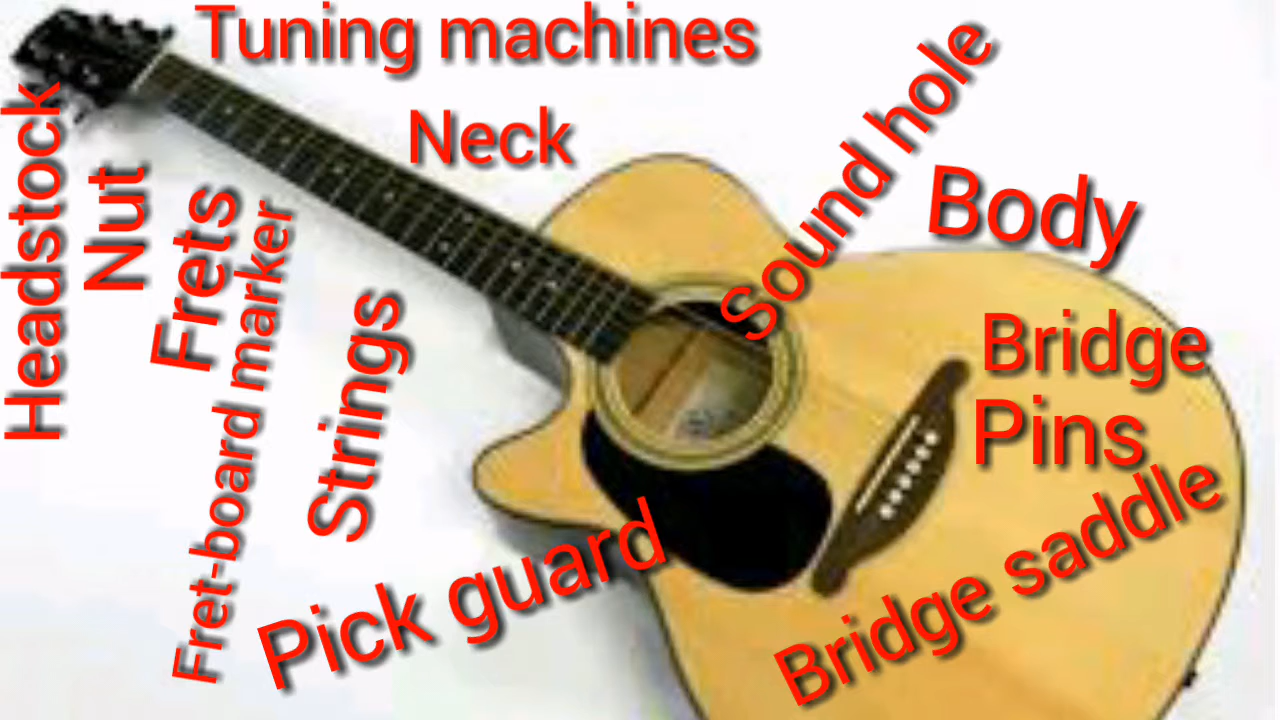 Tuning machines
Neck
Sound hole
Body
Headstock
Nut
Frets
Fret-board marker
Strings
Bridge
Pins
Pick guard
Bridge saddle